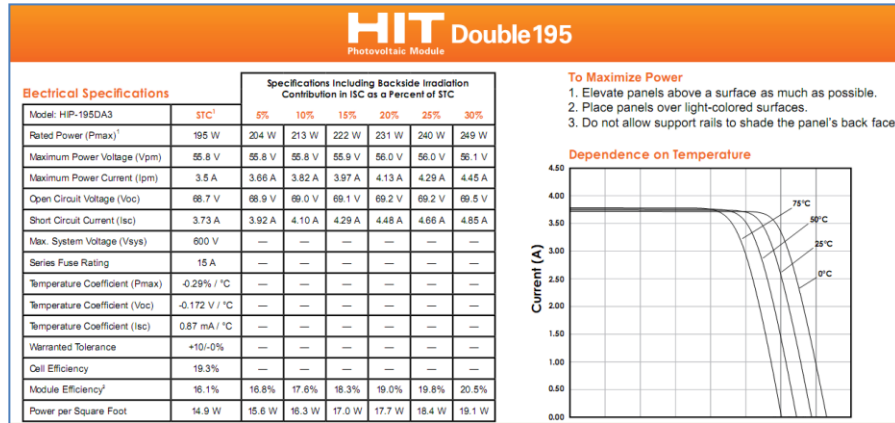 HIT Double195
Photovoltaic Module
Electrical Specifications
Specifications Including Backside Irradiation
Contribution in ISC as a Percent of STC
Model: HIP-195DA3 STC¹ 5% 10% 15% 20% 25% 30%
Rated Power (Pmax)¹ 195 W 204 W 213 W 222 W 231 W 240 W 249 W
Maximum Power Voltage (Vpm) 55.8 V 55.8 V 55.8 V 55.9 V 56.0 V 56.0 V 56.1 V
Maximum Power Current (Ipm) 3.5 A 3.66 A 3.82 A 3.97 A 4.13 A 4.29 A 4.45 A
Open Circuit Voltage (Voc) 68.7 V 68.9 V 69.0 V 69.1 V 69.2 V 69.2 V 69.5 V
Short Circuit Current (Isc) 3.73 A 3.92 A 4.10 A 4.29 A 4.48 A 4.66 A 4.85 A
Max. System Voltage (Vsys) 600 V — — — — — —
Series Fuse Rating 15 A — — — — — —
Temperature Coefficient (Pmax) -0.29% / °C — — — — — —
Temperature Coefficient (Voc) -0.172 V / °C — — — — — —
Temperature Coefficient (Isc) 0.87 mA / °C — — — — — —
Warranted Tolerance +10/-0% — — — — — —
Cell Efficiency 19.3% — — — — — —
Module Efficiency² 16.1% 16.8% 17.6% 18.3% 19.0% 19.8% 20.5%
Power per Square Foot 14.9 W 15.6 W 16.3 W 17.0 W 17.7 W 18.4 W 19.1 W
To Maximize Power
1. Elevate panels above a surface as much as possible.
2. Place panels over light-colored surfaces.
3. Do not allow support rails to shade the panel's back face
Dependence on Temperature
Current (A)
4.50
4.00
3.50
3.00
2.50
2.00
1.50
1.00
0.50
0.00
75°C
50°C
25°C
0°C